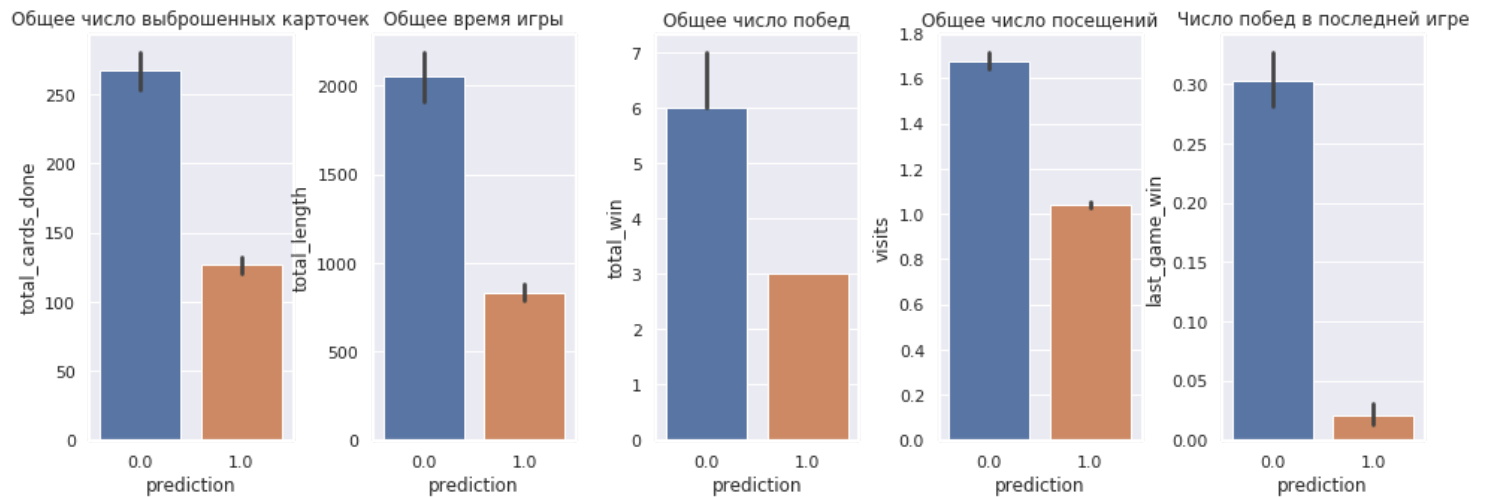 Общее число выброшенных карточек
total_cards_done
250
200
150
100
50
0
0.0 1.0
prediction
Общее время игры
total_length
2000
1500
1000
500
0
0.0 1.0
prediction
Общее число побед
total_win
7
6
5
4
3
2
1
0
0.0 1.0
prediction
Общее число посещений
visits
1.8
1.6
1.4
1.2
1.0
0.8
0.6
0.4
0.2
0.0
0.0 1.0
prediction
Число побед в последней игре
last_game_win
0.30
0.25
0.20
0.15
0.10
0.05
0.00
0.0 1.0
prediction